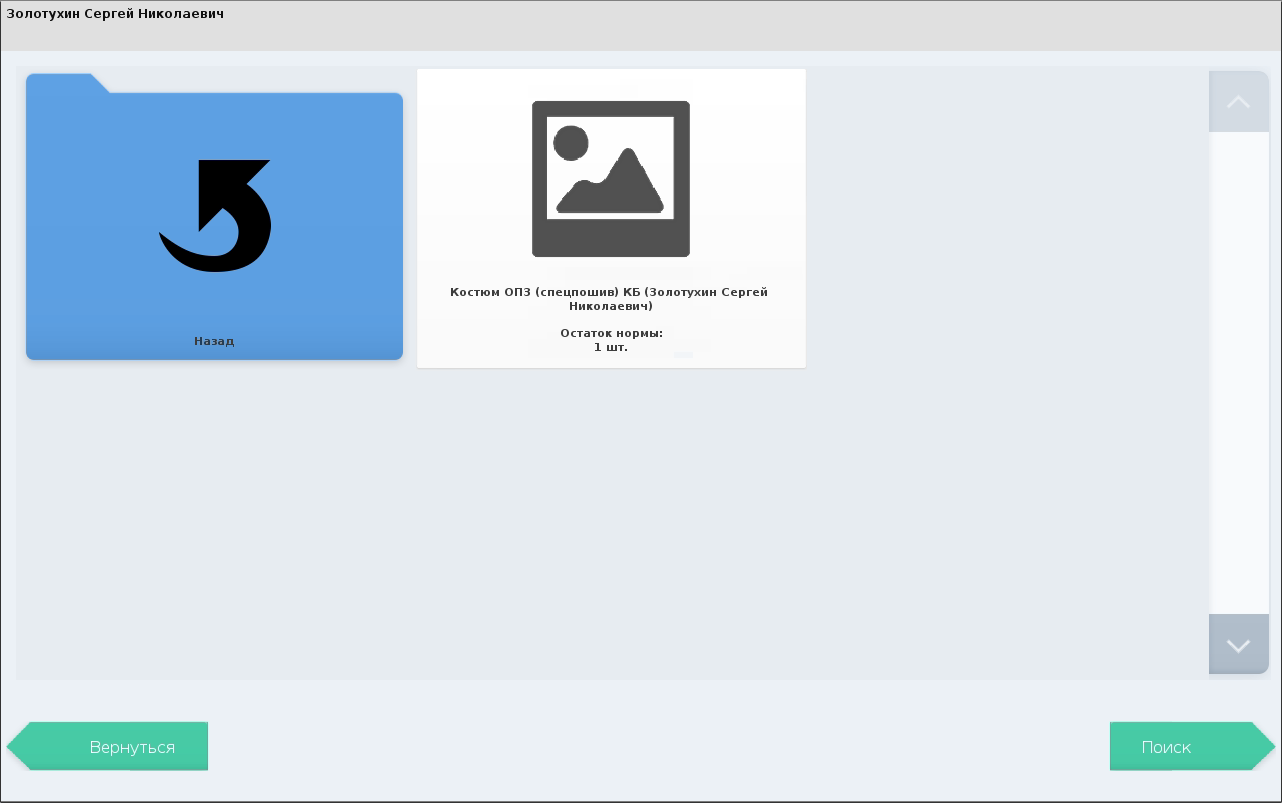 Золотухин Сергей Николаевич
Назад
Костюм ОПЗ (спецпошив) КБ (Золотухин Сергей
Николаевич)
Остаток нормы:
1 шт.
Вернуться
Поиск